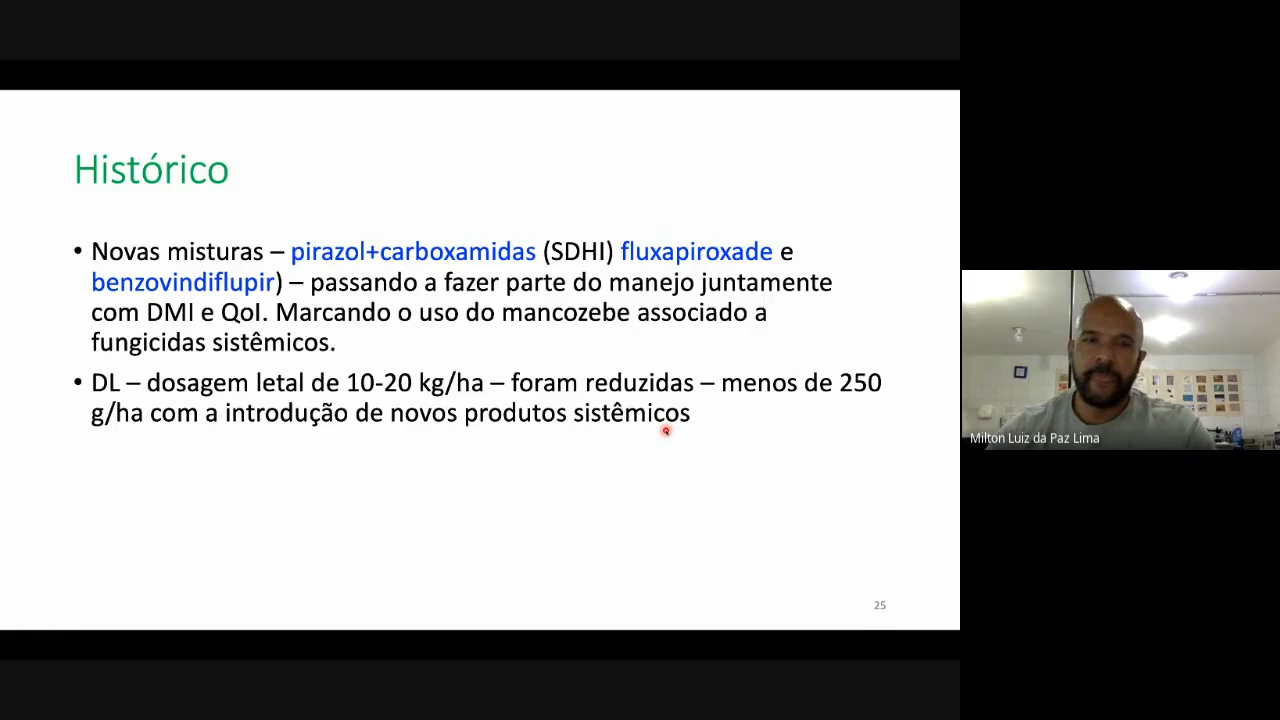 Histórico
• Novas misturas – pirazol+carboxamidas (SDHI) fluxapiroxade e
benzovindiflupir) – passando a fazer parte do manejo juntamente
com DMI e QoI. Marcando o uso do mancozebe associado a
fungicidas sistêmicos.
• DL – dosagem letal de 10-20 kg/ha – foram reduzidas – menos de 250
g/ha com a introdução de novos produtos sistêmicos
25
Milton Luiz da Paz Lima